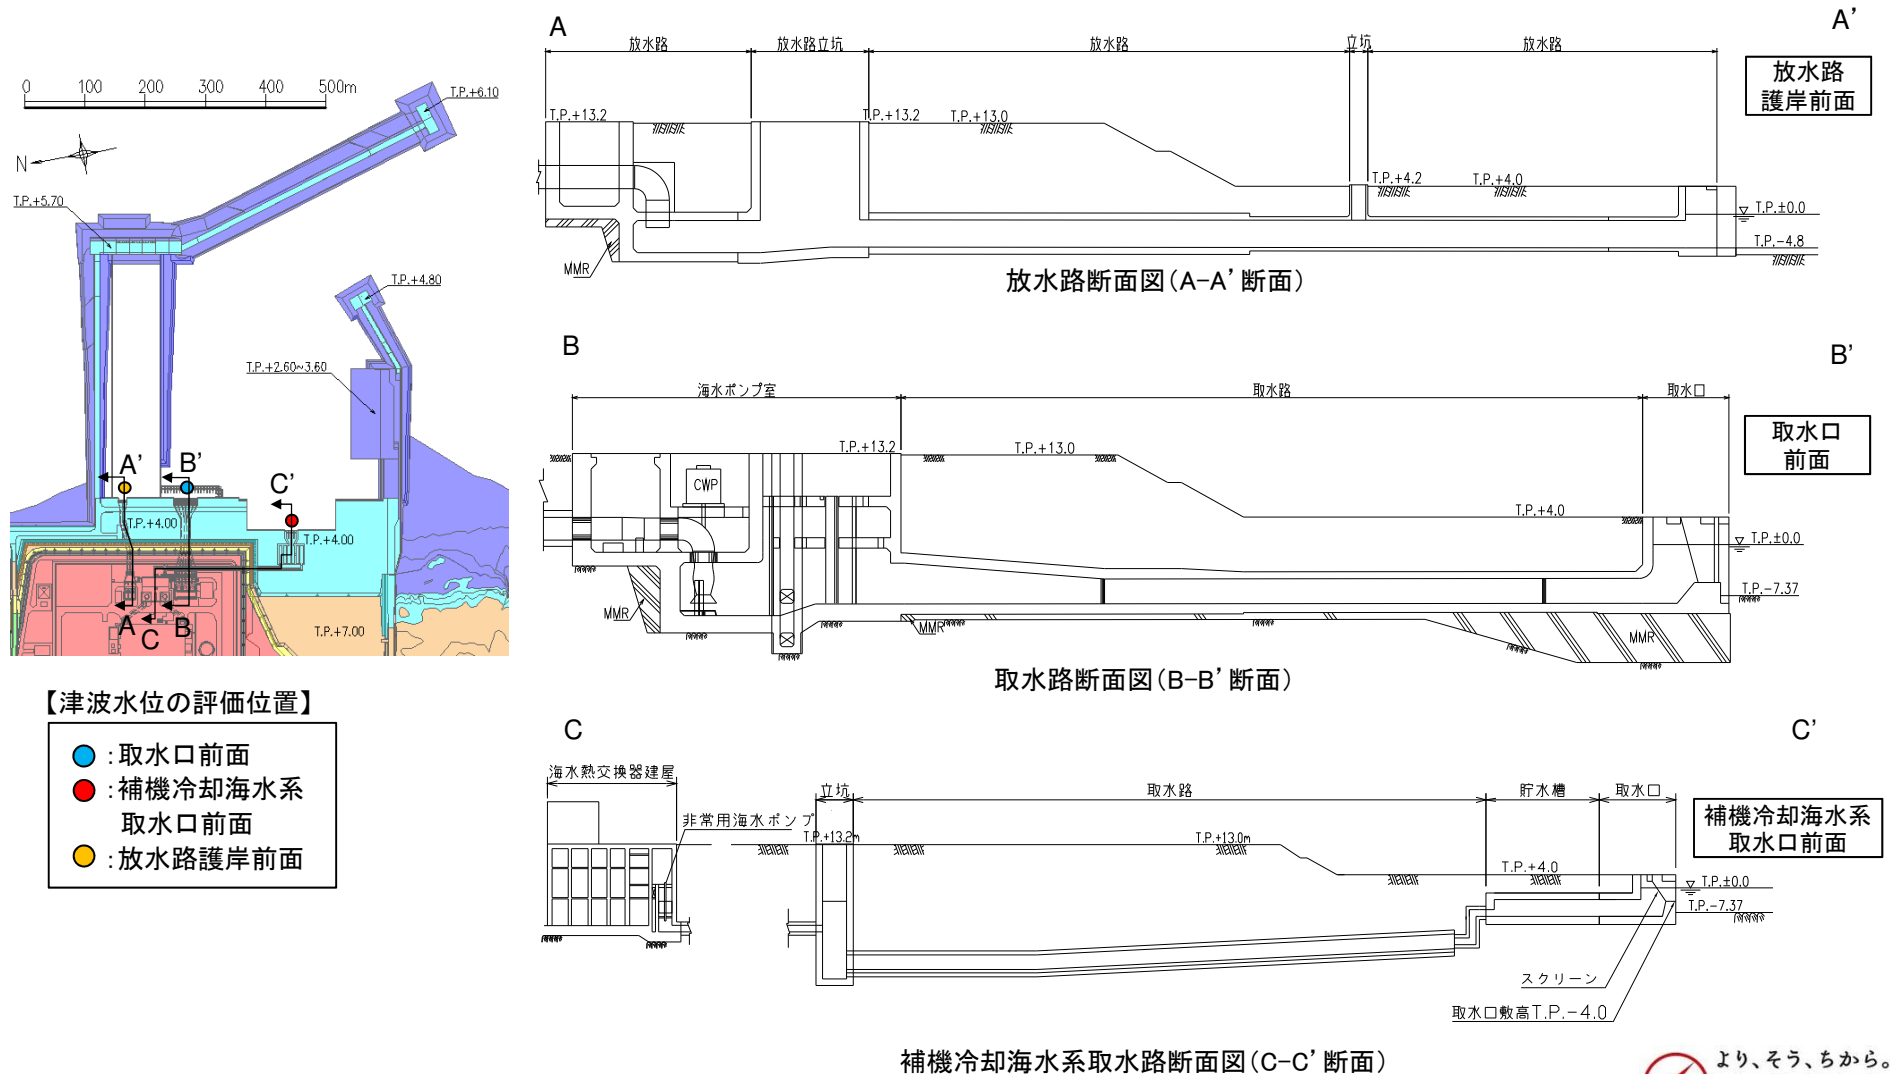 0 100 200 300 400 500m
N
T.P.+6.10
T.P.+5.70
T.P.+4.80
T.P.+2.60~3.60
A'
B'
C'
T.P.+4.00
T.P.+4.00
A
C
B
T.P.+7.00
【津波水位の評価位置】
：取水口前面
：補機冷却海水系
取水口前面
：放水路護岸前面
A
A'
放水路 放水路立坑 放水路 立坑 放水路
放水路
護岸前面
T.P.+13.2
T.P.+13.2
T.P.+13.0
T.P.+4.2
T.P.+4.0
T.P.±0.0
T.P.-4.8
MMR
放水路断面図(A-A'断面)
B
B'
海水ポンプ室 取水路 取水口
取水口
前面
T.P.+13.2
T.P.+13.0
CWP
T.P.+4.0
T.P.±0.0
T.P.-7.37
MMR
MMR
MMR
取水路断面図(B-B'断面)
C
C'
海水熱交換器建屋
立坑 取水路 貯水槽 取水口
補機冷却海水系
取水口前面
非常用海水ポンプ
T.P.+13.2m
T.P.+13.0m
T.P.+4.0
T.P.±0.0
T.P.-7.37
スクリーン
取水口敷高T.P.-4.0
補機冷却海水系取水路断面図(C-C'断面)
より、そう、ちから。